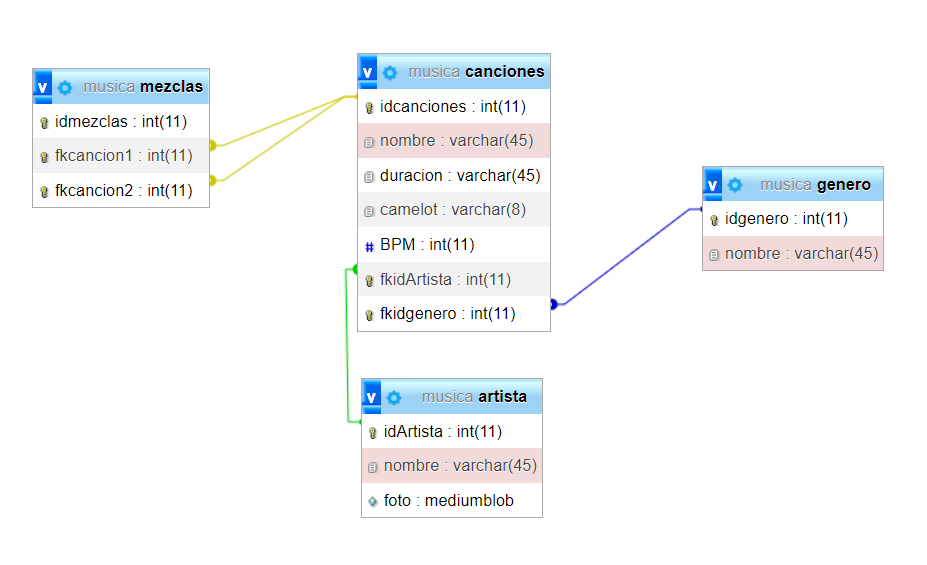 musica mezclas
idmezclas : int(11)
fkcancion1 : int(11)
fkcancion2 : int(11)
musica canciones
idcanciones : int(11)
nombre : varchar(45)
duracion : varchar(45)
camelot : varchar(8)
# BPM : int(11)
fkidArtista : int(11)
fkidgenero : int(11)
musica genero
idgenero : int(11)
nombre : varchar(45)
musica artista
idArtista : int(11)
nombre : varchar(45)
foto : mediumblob